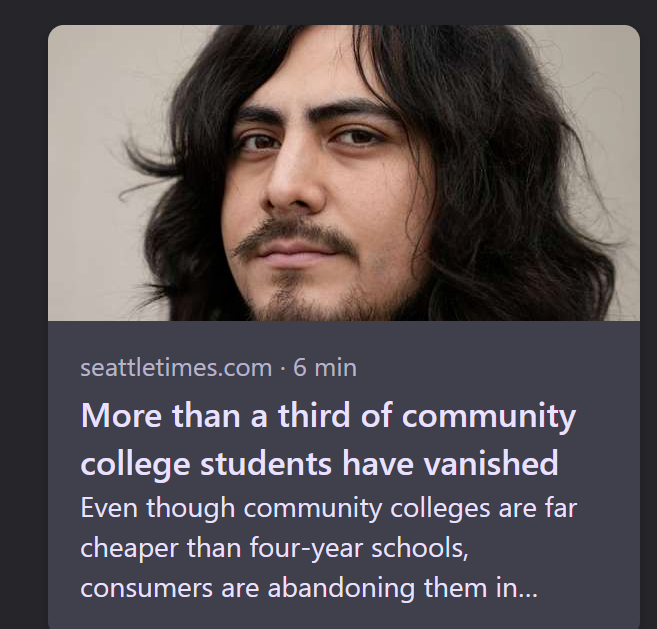 seattletimes.com · 6 min
More than a third of community
college students have vanished
Even though community colleges are far
cheaper than four-year schools,
consumers are abandoning them in...